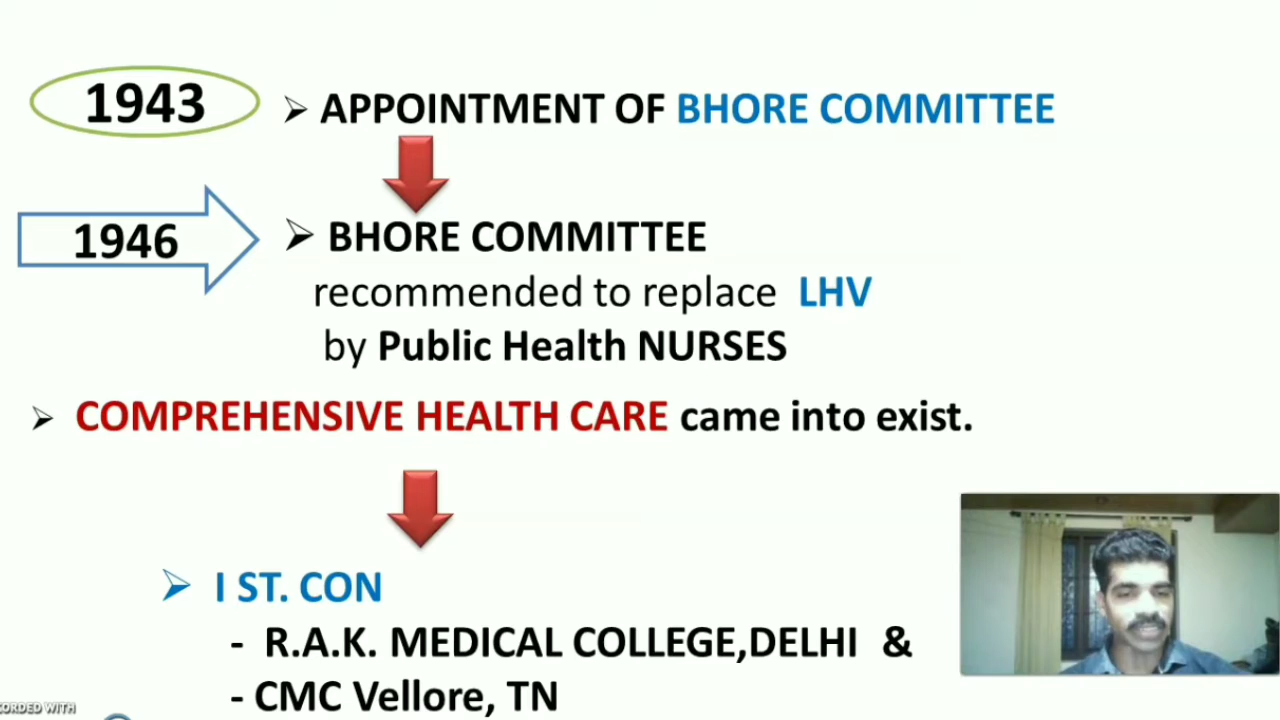 1943
➢ APPOINTMENT OF BHORE COMMITTEE
1946
➢ BHORE COMMITTEE
recommended to replace LHV
by Public Health NURSES
➢ COMPREHENSIVE HEALTH CARE came into exist.
➢ I ST. CON
- R.A.K. MEDICAL COLLEGE,DELHI &
- CMC Vellore, TN
WITH